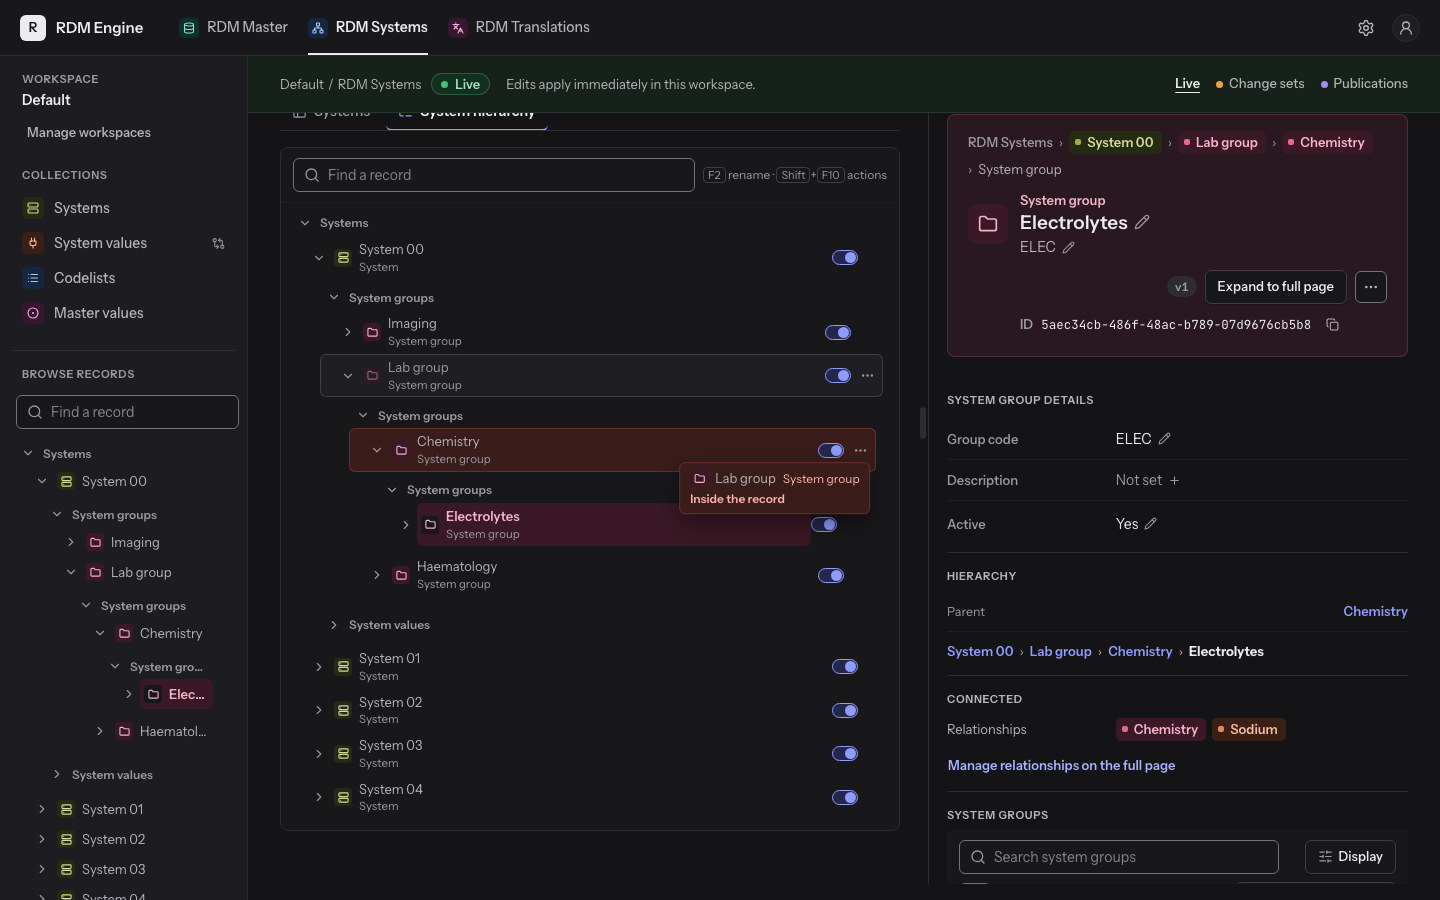 R RDM Engine
RDM Master
RDM Systems
RDM Translations
WORKSPACE
Default
Manage workspaces
COLLECTIONS
Systems
System values
Codelists
Master values
BROWSE RECORDS
Find a record
Systems
System 00
System groups
Imaging
Lab group
System groups
Chemistry
System gro...
Elec...
Haematol...
System values
System 01
System 02
System 03
System 04
Default / RDM Systems
Live
Edits apply immediately in this workspace.
Live
Change sets
Publications
Systems
System hierarchy
Find a record
F2 rename · Shift + F10 actions
Systems
System 00
System
System groups
Imaging
System group
Lab group
System group
System groups
Chemistry
System group
Lab group System group
Inside the record
System groups
Electrolytes
System group
Haematology
System group
System values
System 01
System
System 02
System
System 03
System
System 04
System
RDM Systems › System 00 › Lab group › Chemistry
› System group
System group
Electrolytes
ELEC
v1
Expand to full page
ID 5aec34cb-486f-48ac-b789-07d9676cb5b8
SYSTEM GROUP DETAILS
Group code ELEC
Description Not set +
Active Yes
HIERARCHY
Parent Chemistry
System 00 › Lab group › Chemistry › Electrolytes
CONNECTED
Relationships Chemistry Sodium
Manage relationships on the full page
SYSTEM GROUPS
Search system groups
Display